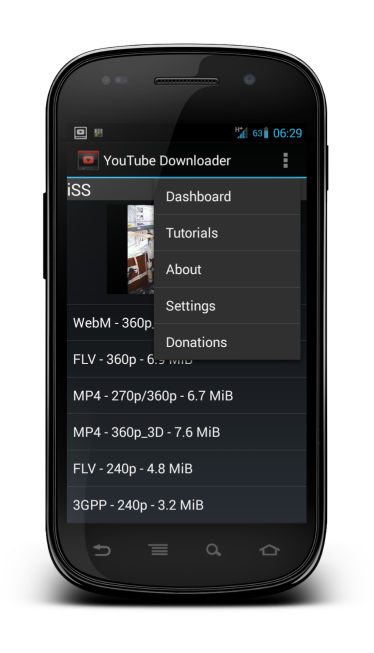 H+ 63 06:29
YouTube Downloader
iSS
Dashboard
Tutorials
About
Settings
Donations
WebM - 360p
FLV - 360p - 6.9 MiB
MP4 - 270p/360p - 6.7 MiB
MP4 - 360p_3D - 7.6 MiB
FLV - 240p - 4.8 MiB
3GPP - 240p - 3.2 MiB